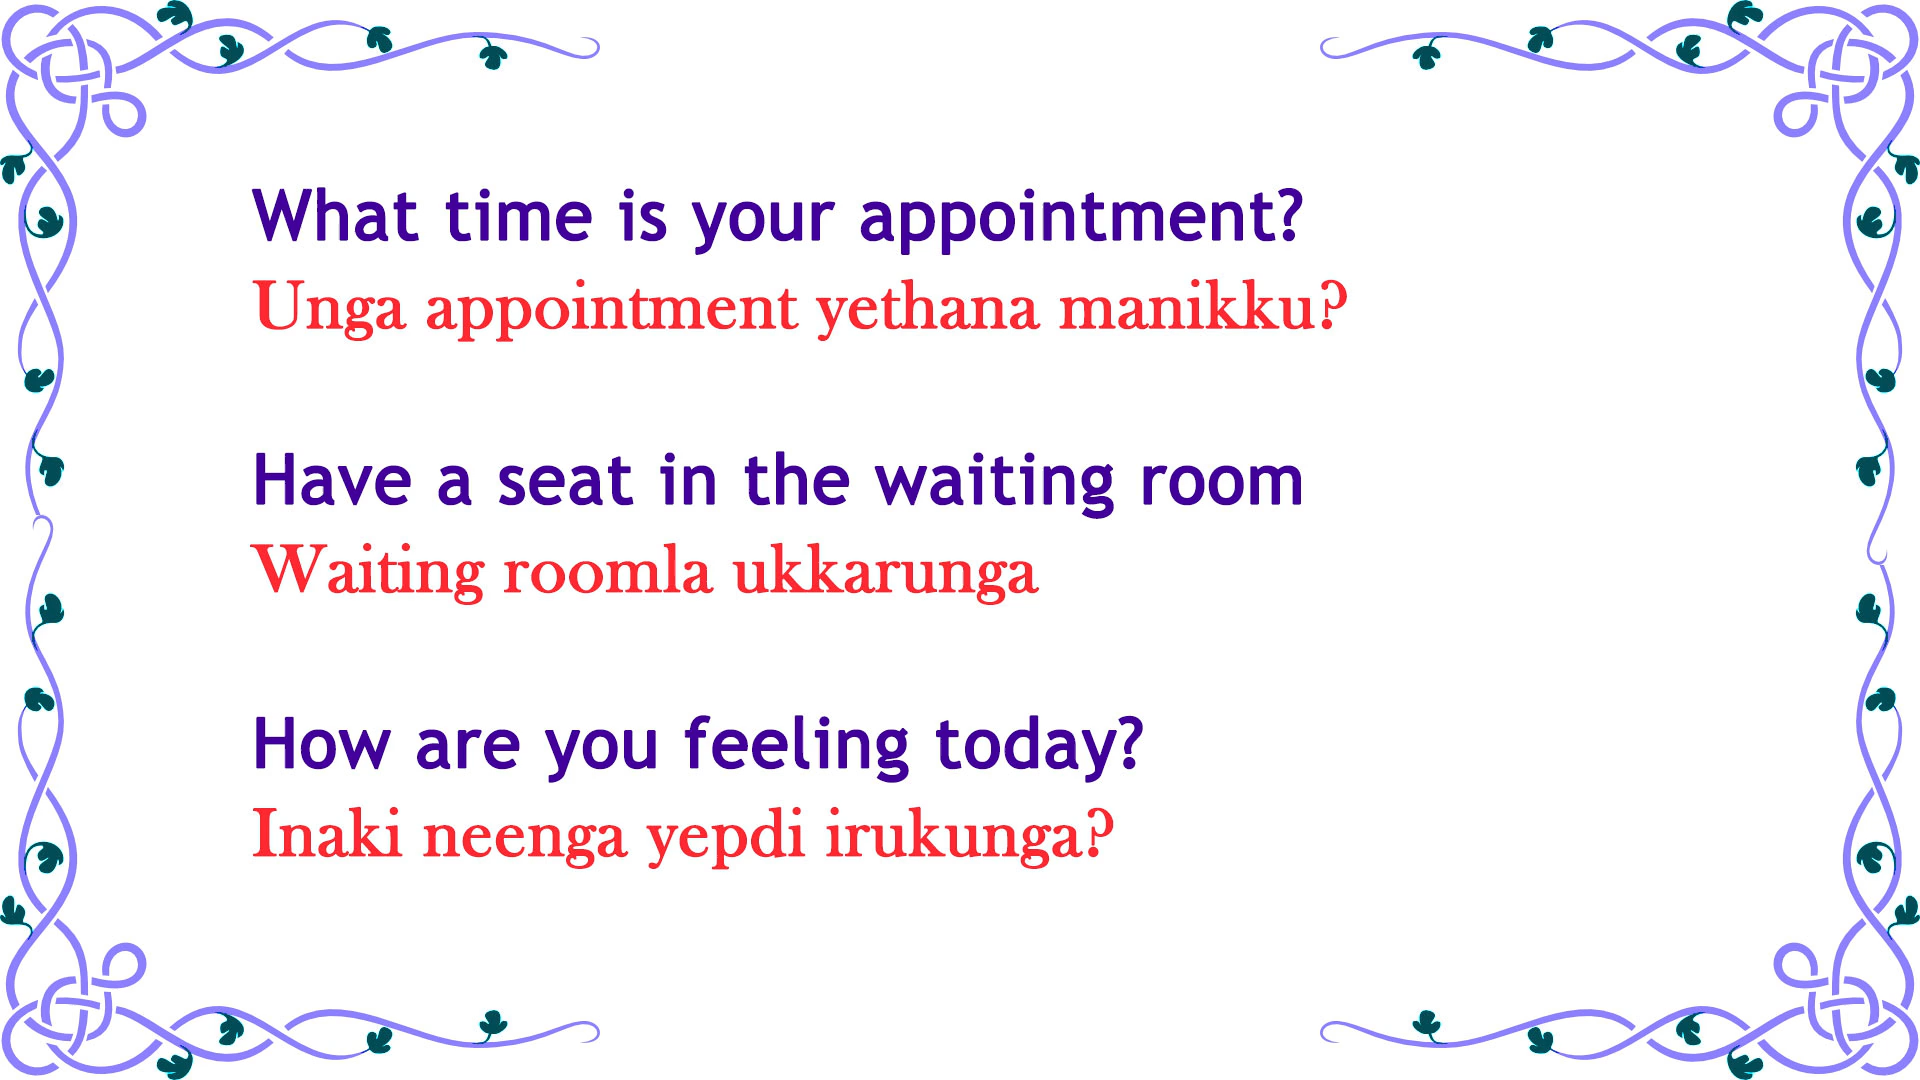 What time is your appointment?
Unga appointment yethana manikku?
Have a seat in the waiting room
Waiting roomla ukkarunga
How are you feeling today?
Inaki neenga yepdi irukunga?